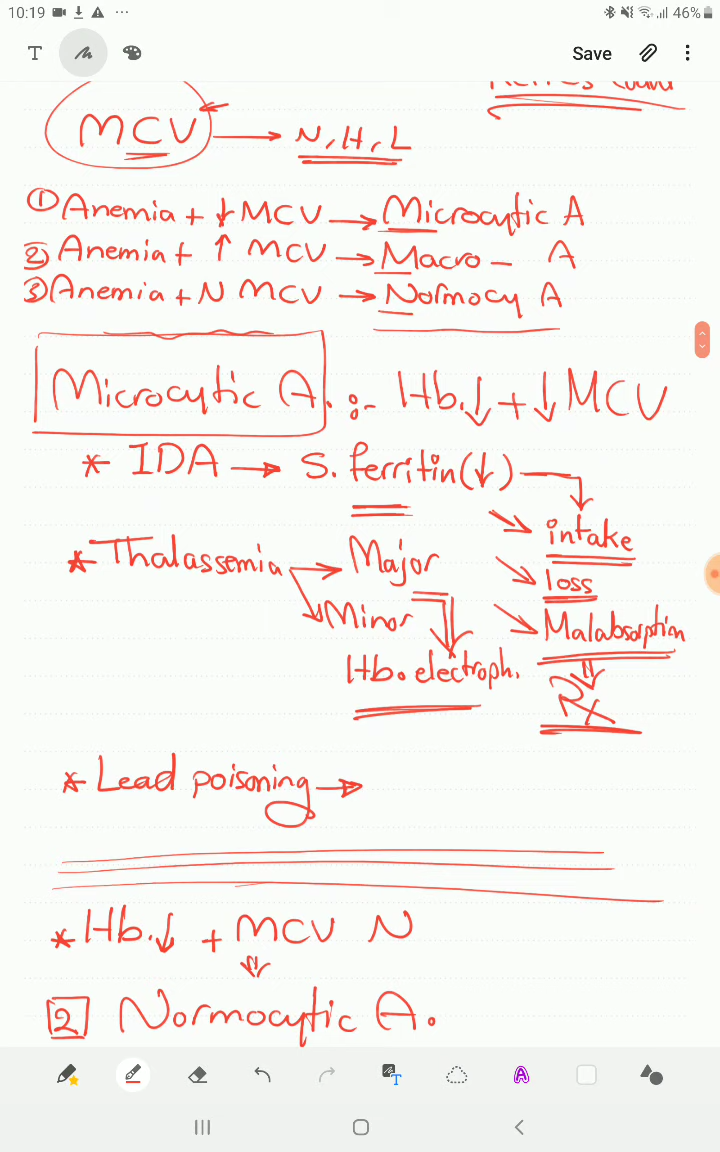 10:19
46%
T
Save
MCV → N, H, L
① Anemia + ↓ MCV → Microcytic A
② Anemia + ↑ MCV → Macro — A
③ Anemia + N MCV → Normocy A
Microcytic A. :- Hb.↓ + ↓ MCV
* IDA → S. ferritin (↓) →
intake
* Thalassemia → Major
loss
Minor
Malabsorption
Hb. electroph.
Rx
* Lead poisoning →
* Hb.↓ + MCV N
2 Normocytic A.
T
A